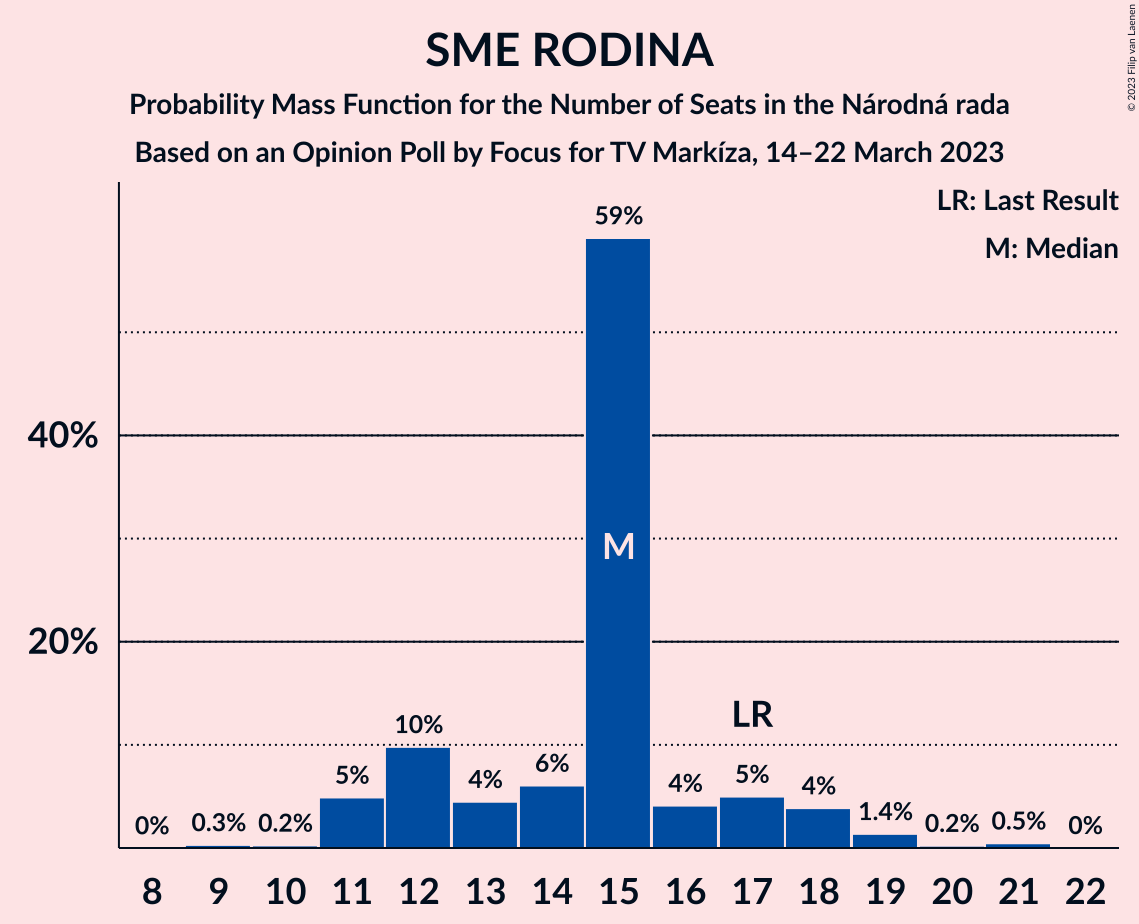 SME RODINA
Probability Mass Function for the Number of Seats in the Národná rada
Based on an Opinion Poll by Focus for TV Markíza, 14–22 March 2023
© 2023 Filip van Laenen
LR: Last Result
M: Median
40%
20%
0%
0.3%
0.2%
5%
10%
4%
6%
59%
4%
5%
4%
1.4%
0.2%
0.5%
0%
M
LR
8 9 10 11 12 13 14 15 16 17 18 19 20 21 22